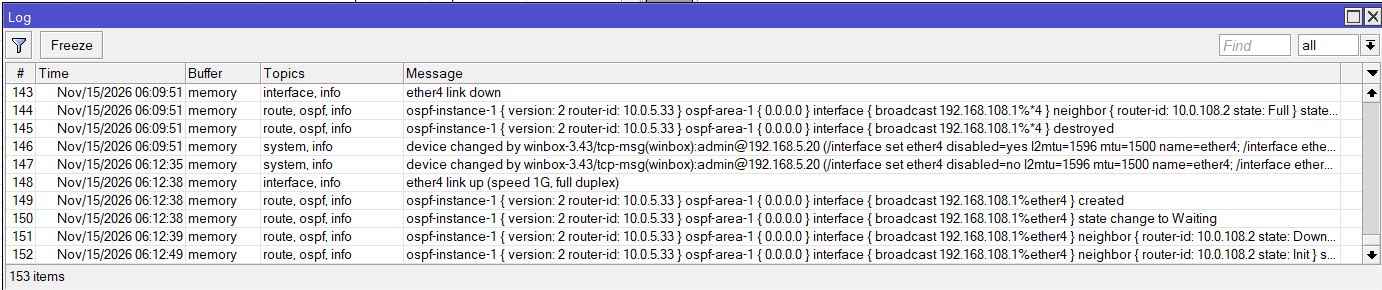 Log
Freeze Find all
# Time Buffer Topics Message
143 Nov/15/2026 06:09:51 memory interface, info ether4 link down
144 Nov/15/2026 06:09:51 memory route, ospf, info ospf-instance-1 { version: 2 router-id: 10.0.5.33 } ospf-area-1 { 0.0.0.0 } interface { broadcast 192.168.108.1%*4 } neighbor { router-id: 10.0.108.2 state: Full } state...
145 Nov/15/2026 06:09:51 memory route, ospf, info ospf-instance-1 { version: 2 router-id: 10.0.5.33 } ospf-area-1 { 0.0.0.0 } interface { broadcast 192.168.108.1%*4 } destroyed
146 Nov/15/2026 06:09:51 memory system, info device changed by winbox-3.43/tcp-msg(winbox):admin@192.168.5.20 (/interface set ether4 disabled=yes l2mtu=1596 mtu=1500 name=ether4; /interface ethe...
147 Nov/15/2026 06:12:35 memory system, info device changed by winbox-3.43/tcp-msg(winbox):admin@192.168.5.20 (/interface set ether4 disabled=no l2mtu=1596 mtu=1500 name=ether4; /interface ether...
148 Nov/15/2026 06:12:38 memory interface, info ether4 link up (speed 1G, full duplex)
149 Nov/15/2026 06:12:38 memory route, ospf, info ospf-instance-1 { version: 2 router-id: 10.0.5.33 } ospf-area-1 { 0.0.0.0 } interface { broadcast 192.168.108.1%ether4 } created
150 Nov/15/2026 06:12:38 memory route, ospf, info ospf-instance-1 { version: 2 router-id: 10.0.5.33 } ospf-area-1 { 0.0.0.0 } interface { broadcast 192.168.108.1%ether4 } state change to Waiting
151 Nov/15/2026 06:12:39 memory route, ospf, info ospf-instance-1 { version: 2 router-id: 10.0.5.33 } ospf-area-1 { 0.0.0.0 } interface { broadcast 192.168.108.1%ether4 } neighbor { router-id: 10.0.108.2 state: Down...
152 Nov/15/2026 06:12:49 memory route, ospf, info ospf-instance-1 { version: 2 router-id: 10.0.5.33 } ospf-area-1 { 0.0.0.0 } interface { broadcast 192.168.108.1%ether4 } neighbor { router-id: 10.0.108.2 state: Init } s...
153 items